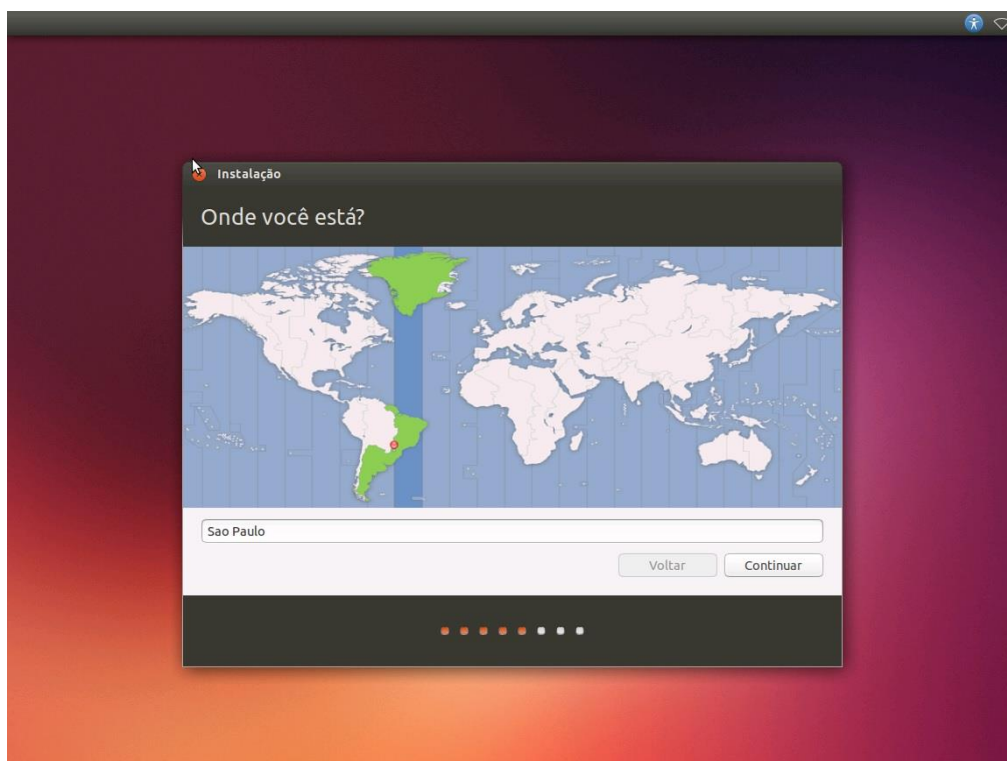 Instalação
Onde você está?
Sao Paulo
Voltar
Continuar